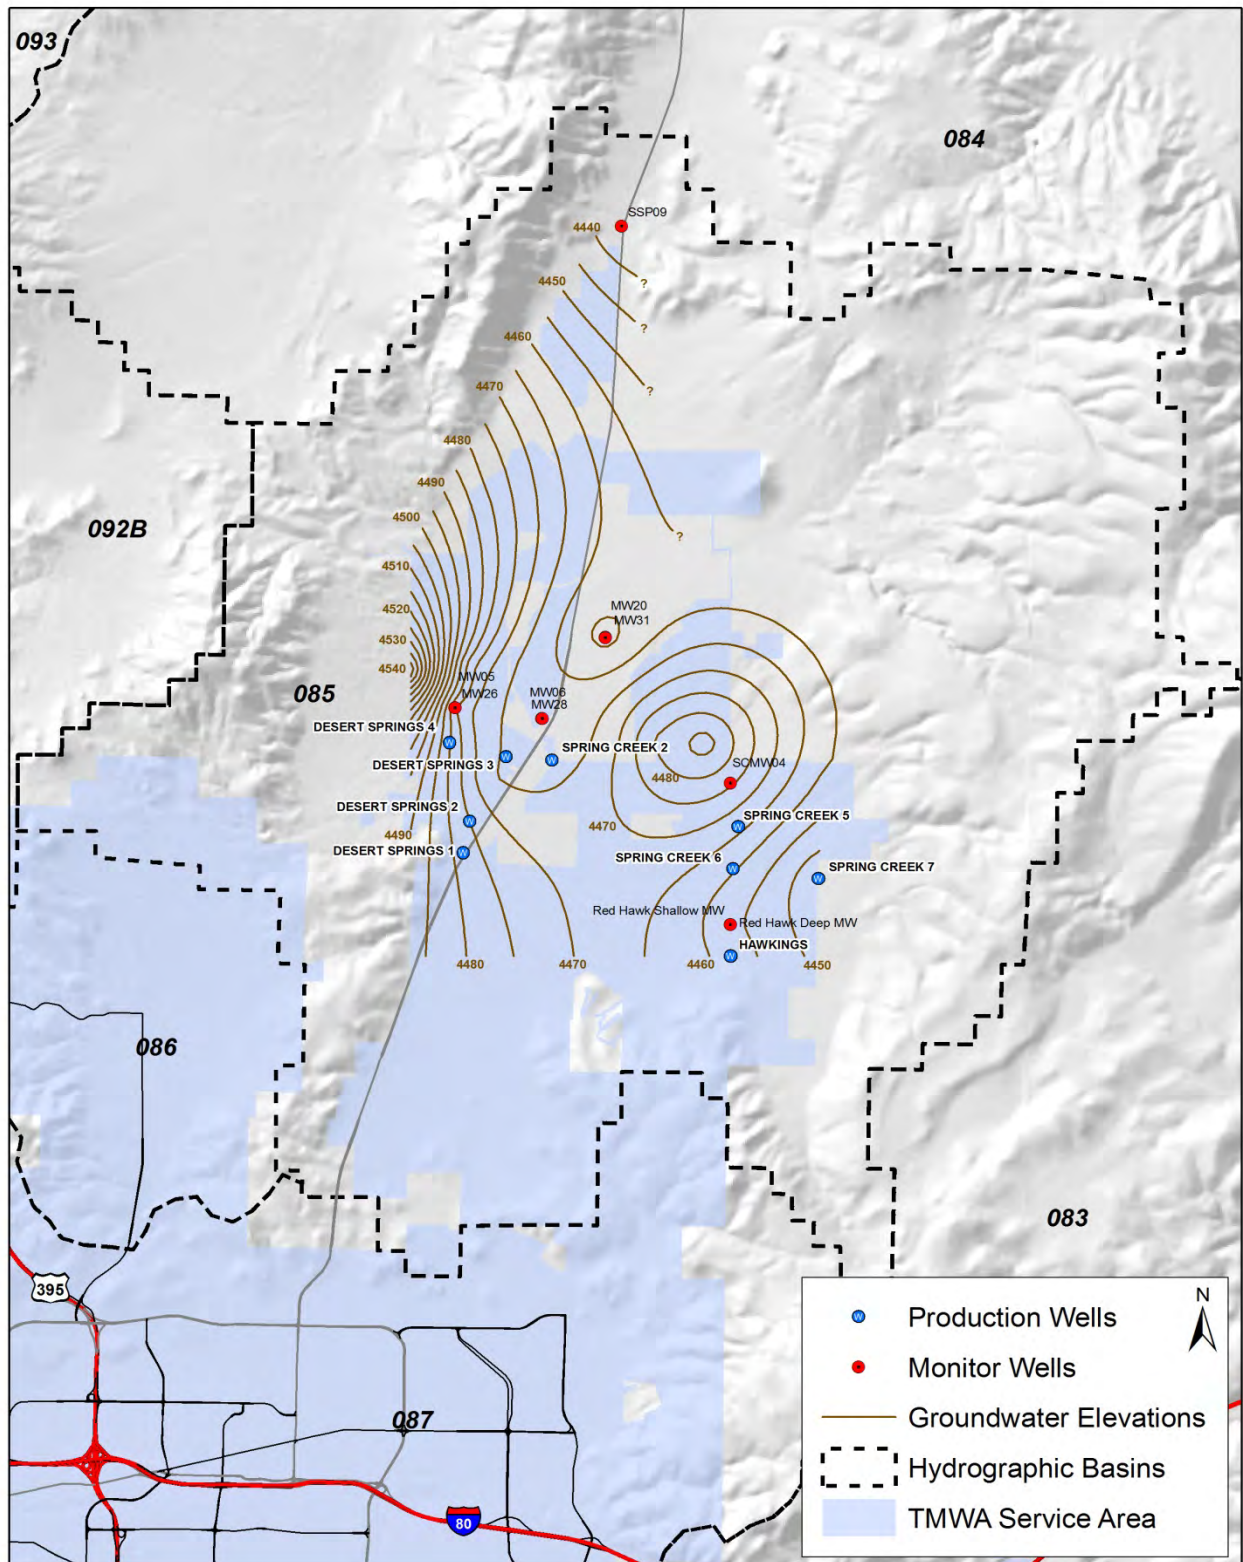 093
084
SSP09
4440
?
4450
?
4460
?
4470
4480
4490
4500
092B
?
4510
4520
MW20
MW31
4530
4540
MW05
085
MW26
MW06
MW28
DESERT SPRINGS 4
SPRING CREEK 2
DESERT SPRINGS 3
SCMW04
4480
DESERT SPRINGS 2
SPRING CREEK 5
4470
4490
DESERT SPRINGS 1
SPRING CREEK 6
SPRING CREEK 7
Red Hawk Shallow MW
Red Hawk Deep MW
HAWKINGS
4480
4470
4460
4450
086
083
395
087
80
N
W Production Wells
Monitor Wells
Groundwater Elevations
Hydrographic Basins
TMWA Service Area